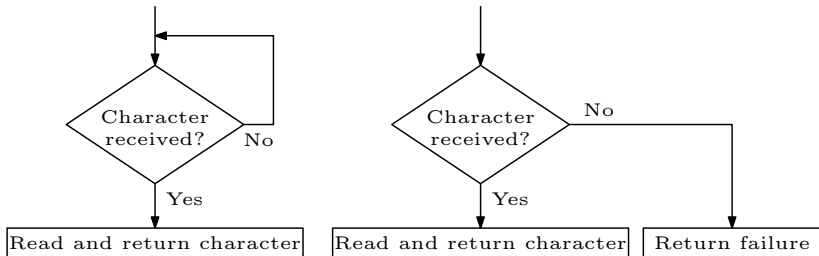 Character
received?
No
Yes
Read and return character
Character
received?
No
Yes
Read and return character
Return failure